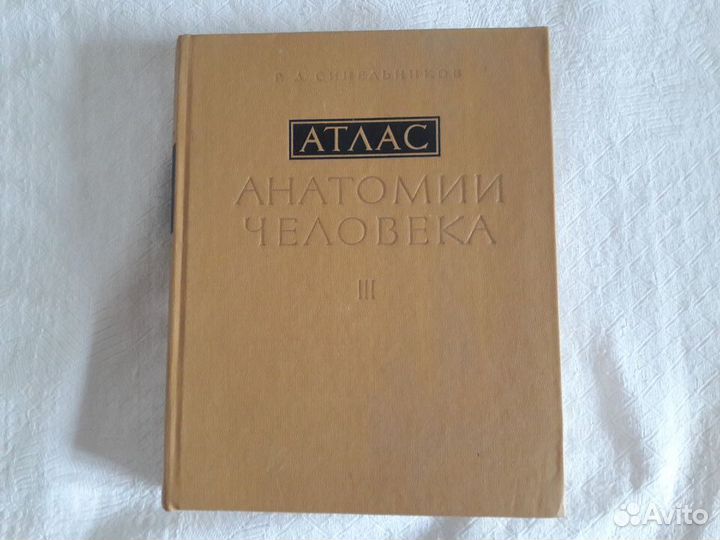 Р. Д. СИНЕЛЬНИКОВ
АТЛАС
АНАТОМИИ
ЧЕЛОВЕКА
III
Avito